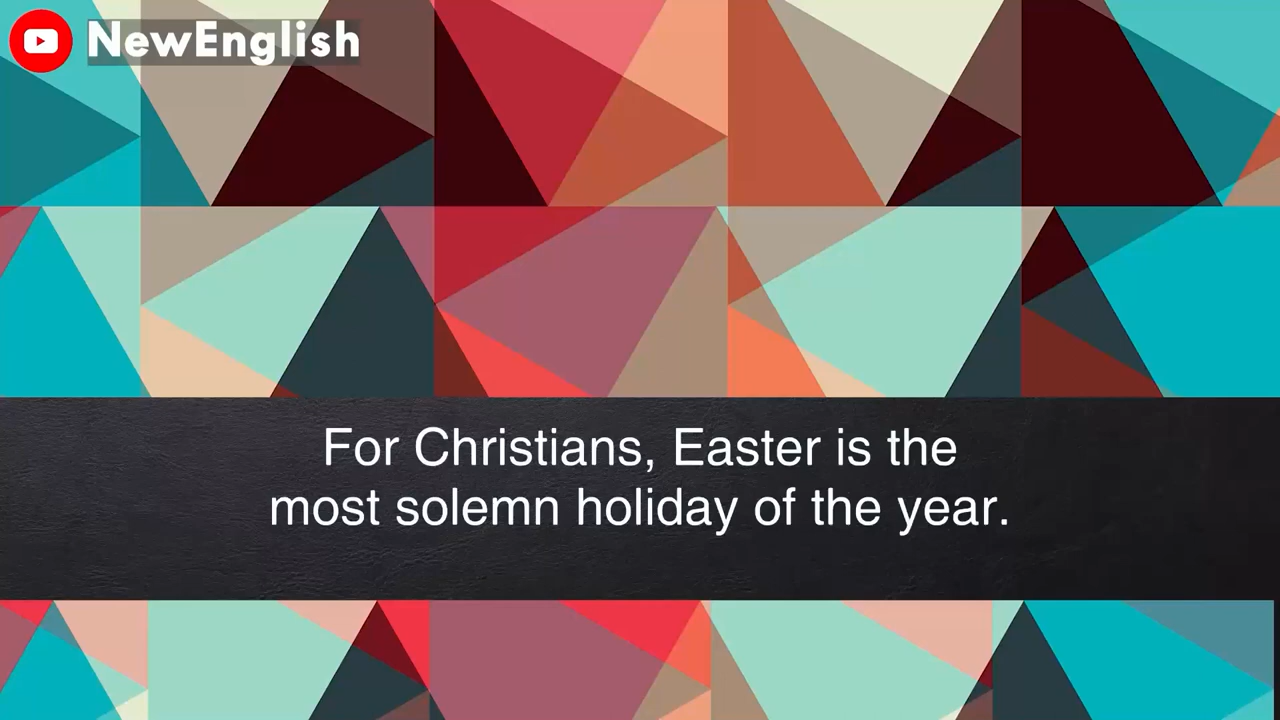 NewEnglish
For Christians, Easter is the
most solemn holiday of the year.